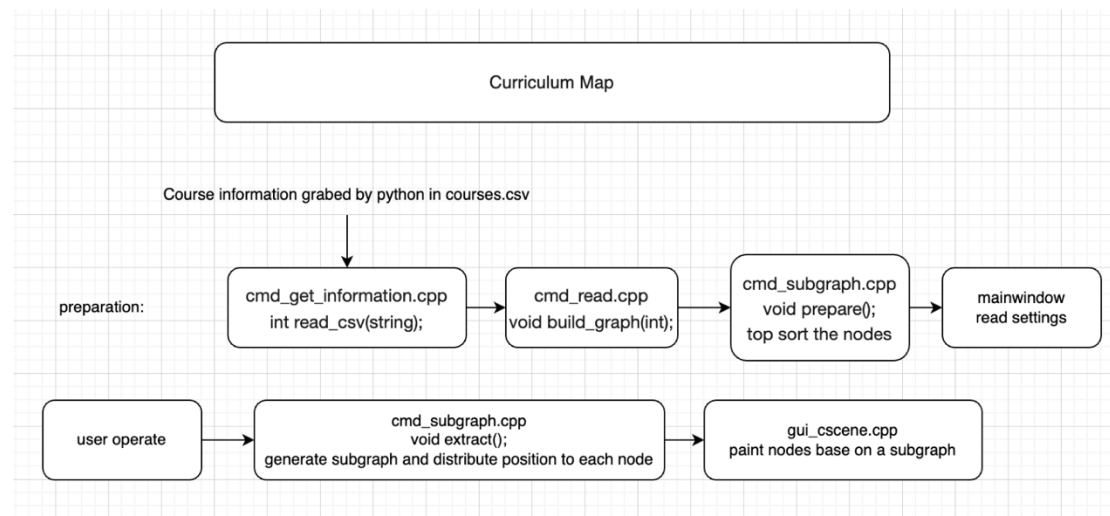 Curriculum Map
Course information grabed by python in courses.csv
preparation:
cmd_get_information.cpp
int read_csv(string);
cmd_read.cpp
void build_graph(int);
cmd_subgraph.cpp
void prepare();
top sort the nodes
mainwindow
read settings
user operate
cmd_subgraph.cpp
void extract();
generate subgraph and distribute position to each node
gui_cscene.cpp
paint nodes base on a subgraph